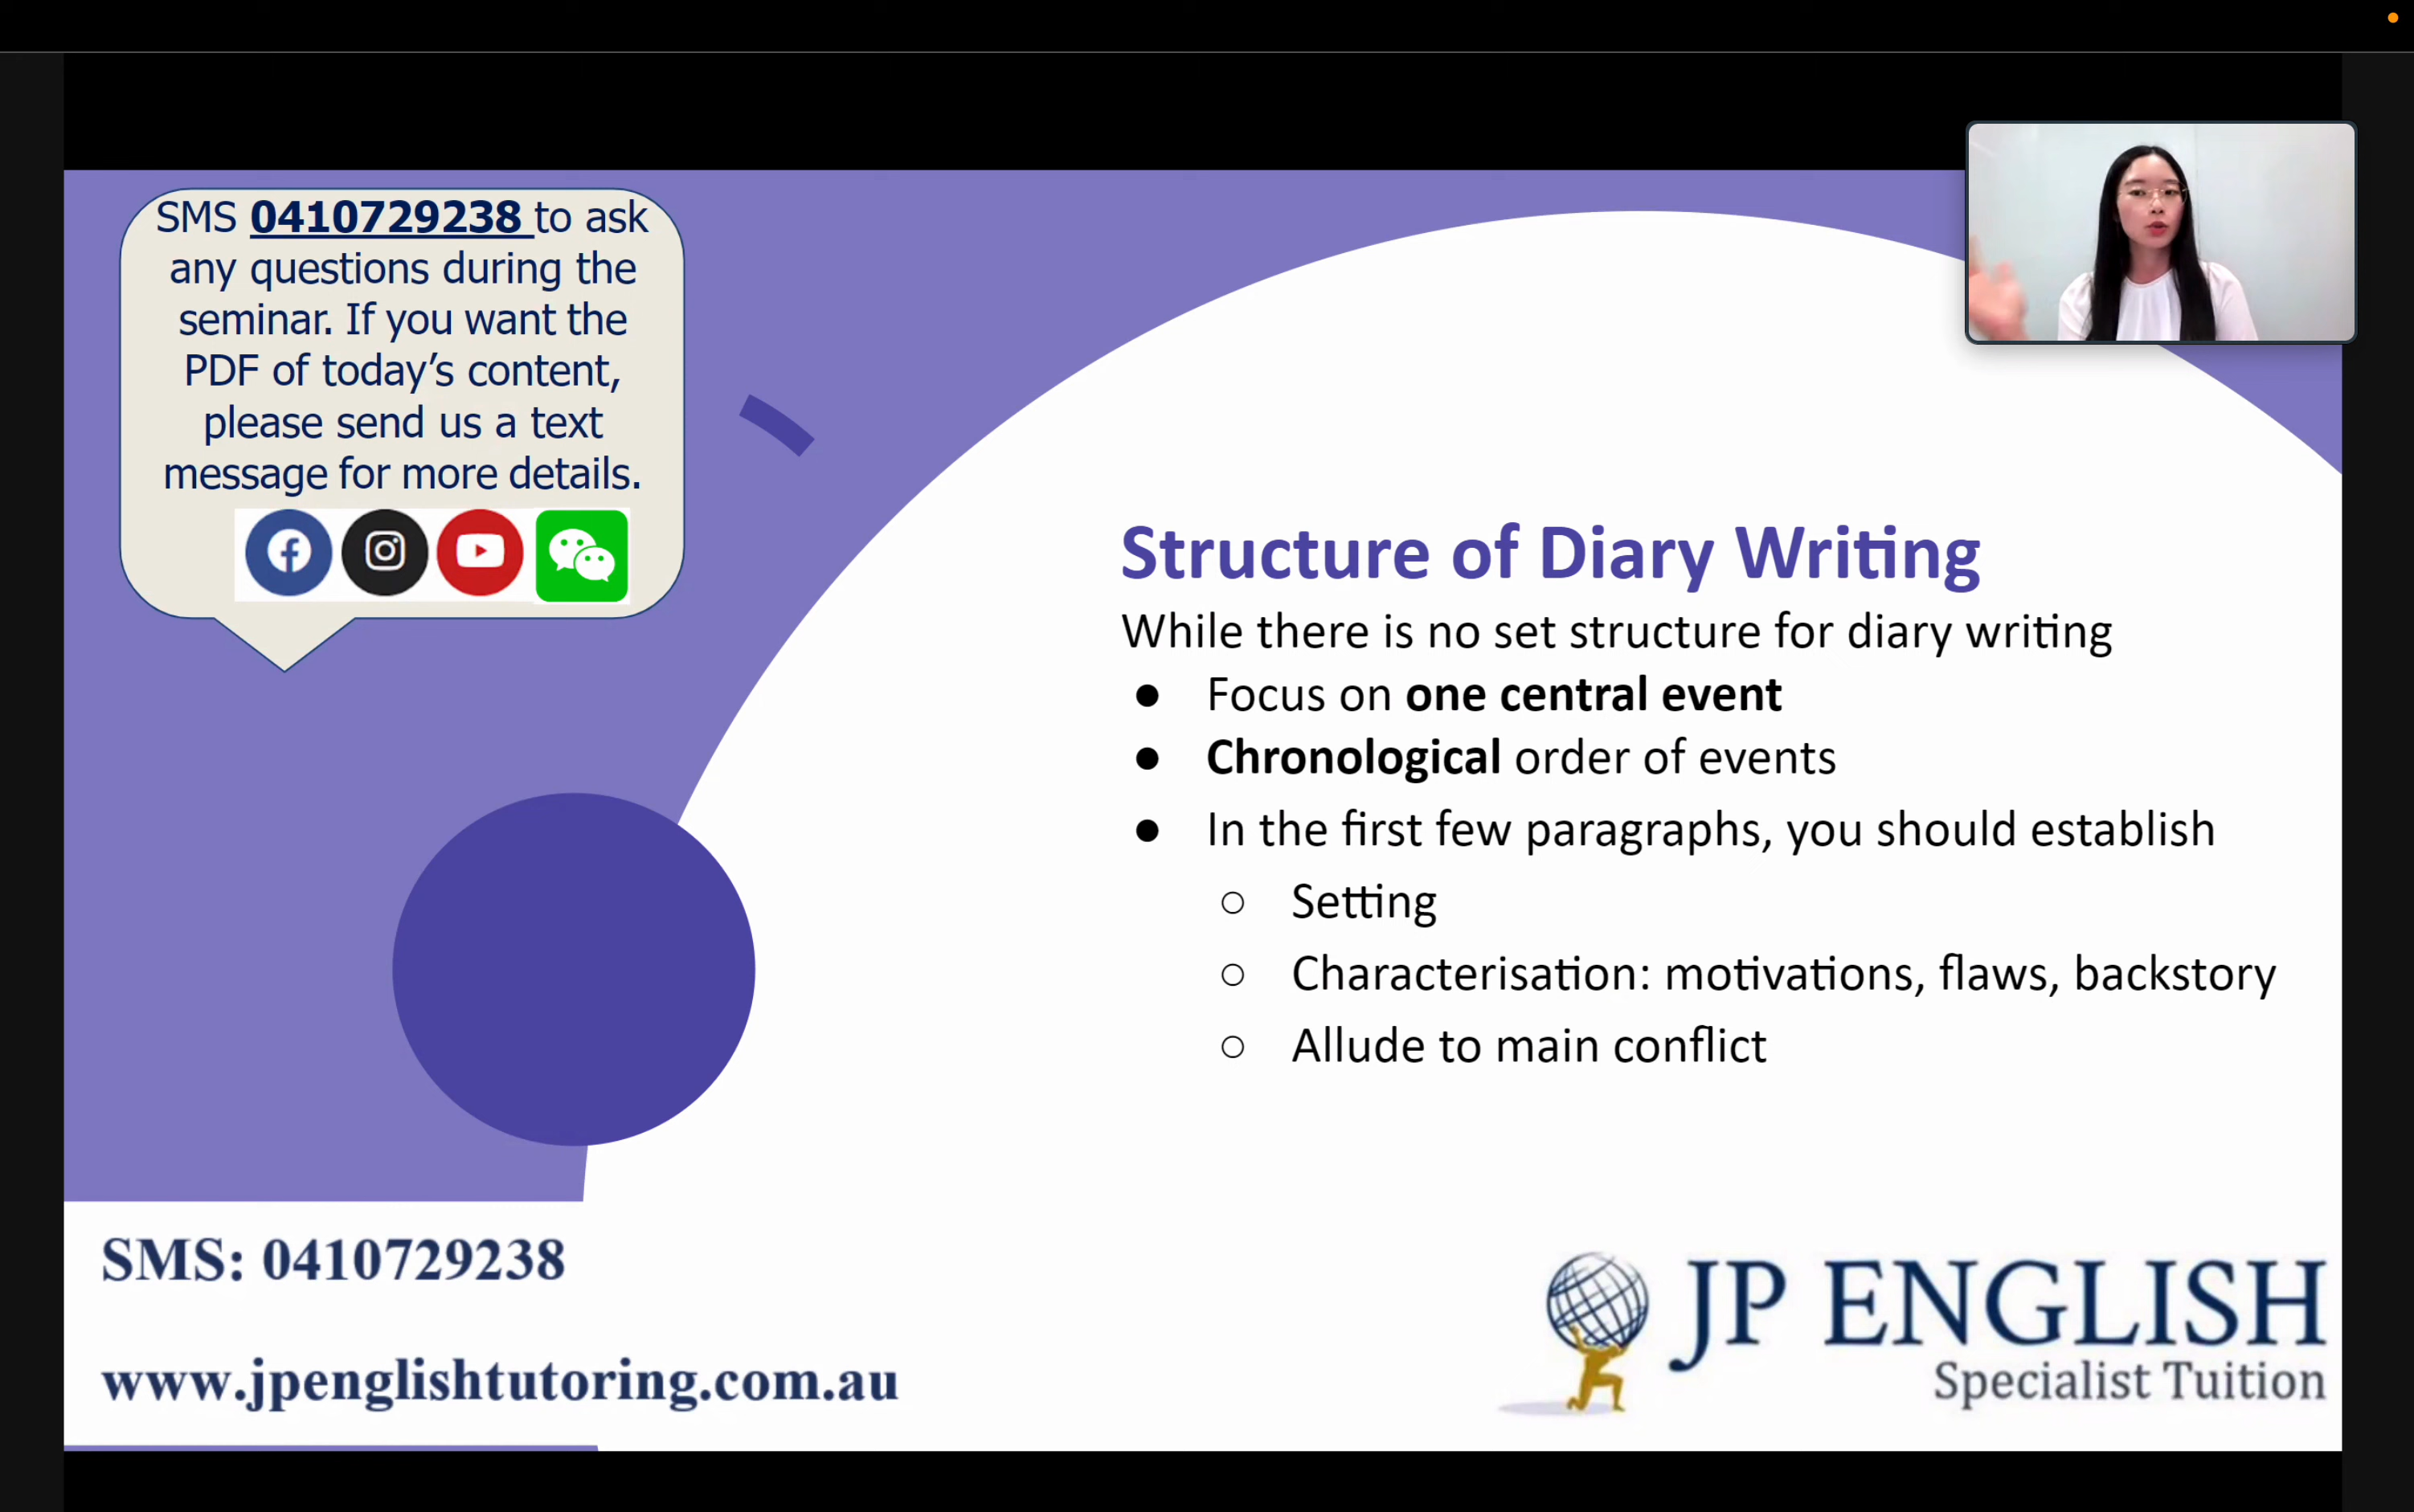 SMS 0410729238 to ask
any questions during the
seminar. If you want the
PDF of today’s content,
please send us a text
message for more details.
Structure of Diary Writing
While there is no set structure for diary writing
● Focus on one central event
● Chronological order of events
● In the first few paragraphs, you should establish
○ Setting
○ Characterisation: motivations, flaws, backstory
○ Allude to main conflict
SMS: 0410729238
www.jpenglishtutoring.com.au
JP ENGLISH
Specialist Tuition